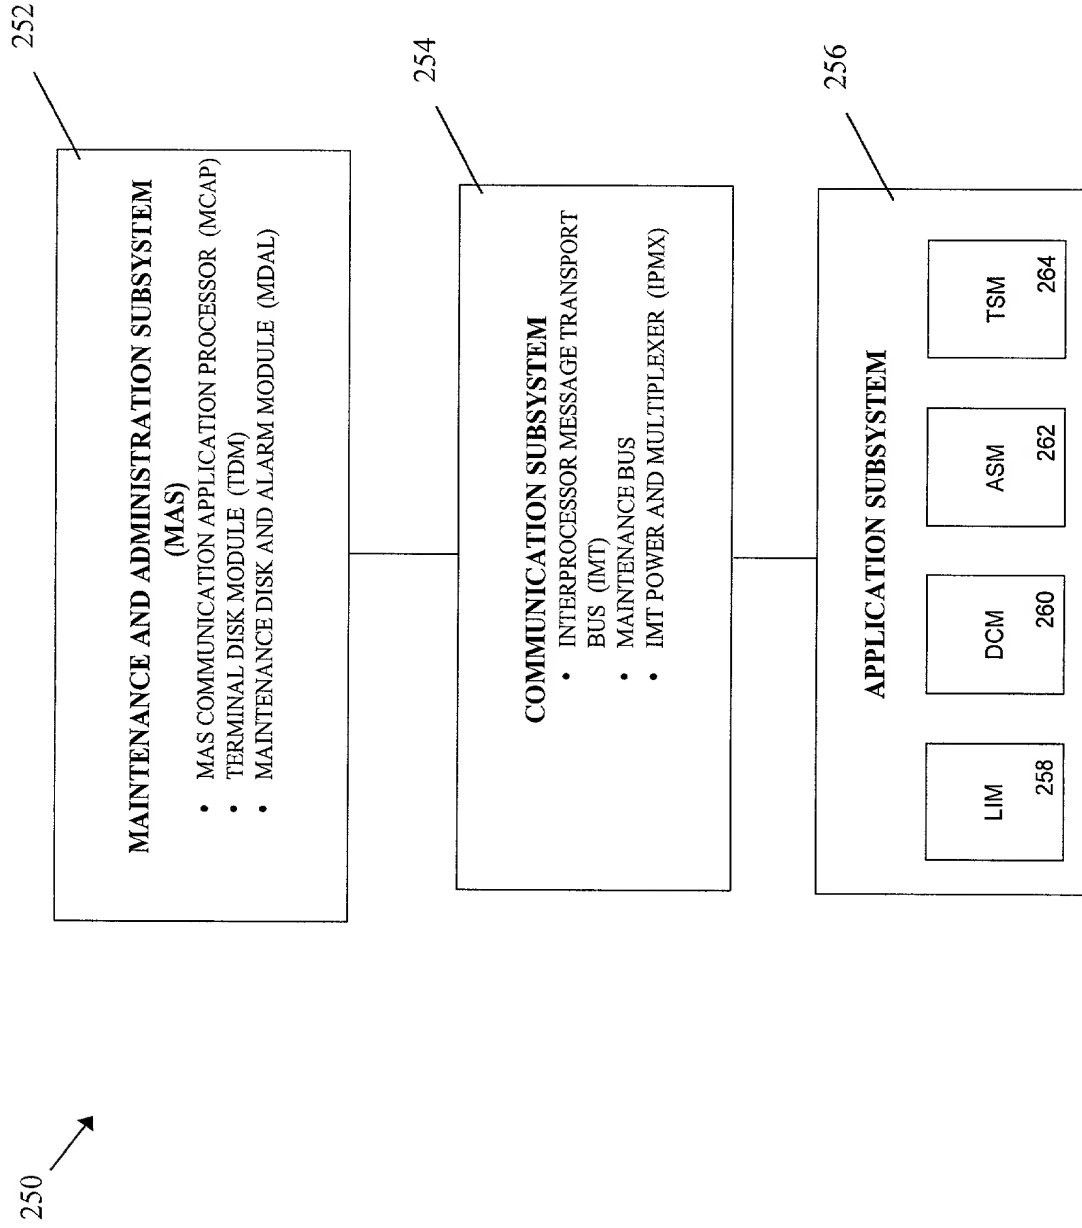 250
252
MAINTENANCE AND ADMINISTRATION SUBSYSTEM
(MAS)
• MAS COMMUNICATION APPLICATION PROCESSOR (MCAP)
• TERMINAL DISK MODULE (TDM)
• MAINTENANCE DISK AND ALARM MODULE (MDAL)
254
COMMUNICATION SUBSYSTEM
• INTERPROCESSOR MESSAGE TRANSPORT
BUS (IMT)
• MAINTENANCE BUS
• IMT POWER AND MULTIPLEXER (IPMX)
256
APPLICATION SUBSYSTEM
LIM
258
DCM
260
ASM
262
TSM
264